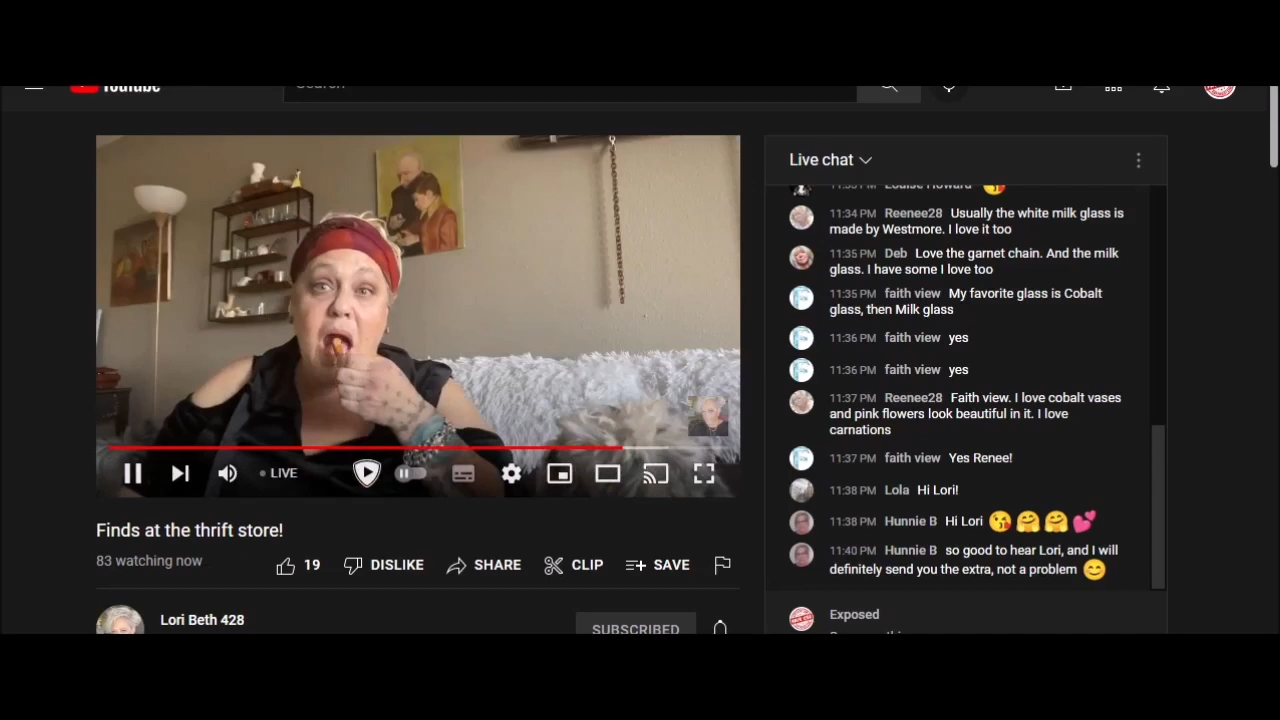 YouTube
Search
Live chat
11:33 PM Louise Howard
11:34 PM Reenee28 Usually the white milk glass is
made by Westmore. I love it too
11:35 PM Deb Love the garnet chain. And the milk
glass. I have some I love too
11:35 PM faith view My favorite glass is Cobalt
glass, then Milk glass
11:36 PM faith view yes
11:36 PM faith view yes
11:37 PM Reenee28 Faith view. I love cobalt vases
and pink flowers look beautiful in it. I love
carnations
11:37 PM faith view Yes Renee!
11:38 PM Lola Hi Lori!
11:38 PM Hunnie B Hi Lori 😘🤗🤗💕
11:40 PM Hunnie B so good to hear Lori, and I will
definitely send you the extra, not a problem 😊
Exposed
LIVE
Finds at the thrift store!
83 watching now
19
DISLIKE
SHARE
CLIP
SAVE
Lori Beth 428
SUBSCRIBED